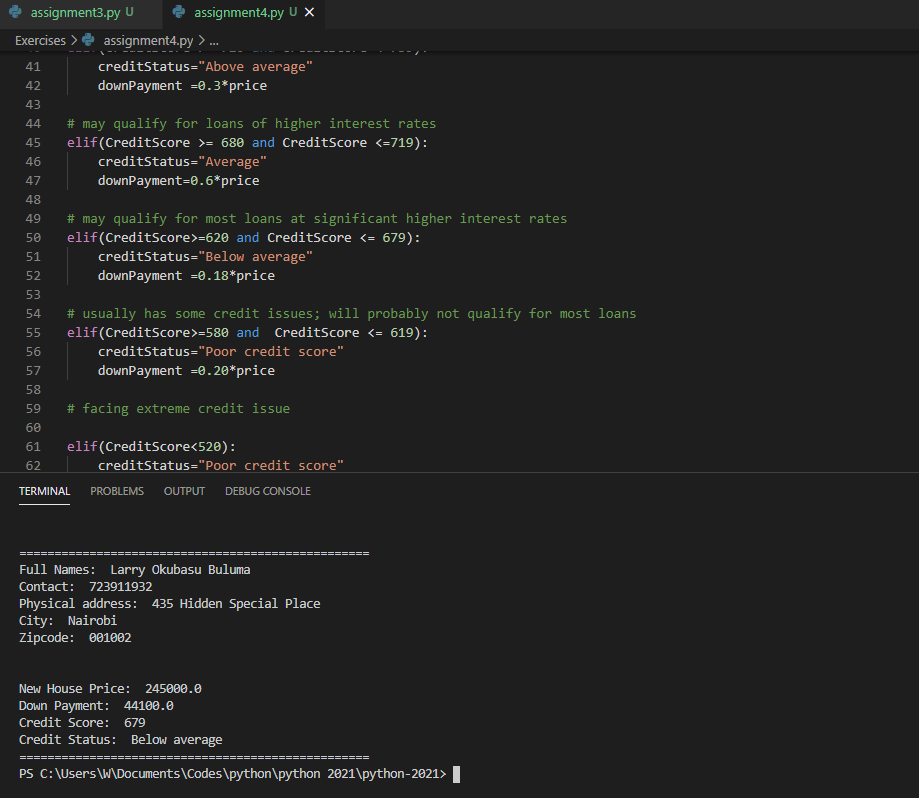 assignment3.py U assignment4.py U
Exercises > assignment4.py > ...
41 creditStatus="Above average"
42 downPayment =0.3*price
43
44 # may qualify for loans of higher interest rates
45 elif(CreditScore >= 680 and CreditScore <=719):
46 creditStatus="Average"
47 downPayment=0.6*price
48
49 # may qualify for most loans at significant higher interest rates
50 elif(CreditScore>=620 and CreditScore <= 679):
51 creditStatus="Below average"
52 downPayment =0.18*price
53
54 # usually has some credit issues; will probably not qualify for most loans
55 elif(CreditScore>=580 and  CreditScore <= 619):
56 creditStatus="Poor credit score"
57 downPayment =0.20*price
58
59 # facing extreme credit issue
60
61 elif(CreditScore<520):
62 creditStatus="Poor credit score"
TERMINAL PROBLEMS OUTPUT DEBUG CONSOLE
==================================================
Full Names:  Larry Okubasu Buluma
Contact:  723911932
Physical address:  435 Hidden Special Place
City:  Nairobi
Zipcode:  001002
New House Price:  245000.0
Down Payment:  44100.0
Credit Score:  679
Credit Status:  Below average
==================================================
PS C:\Users\W\Documents\Codes\python\python 2021\python-2021>